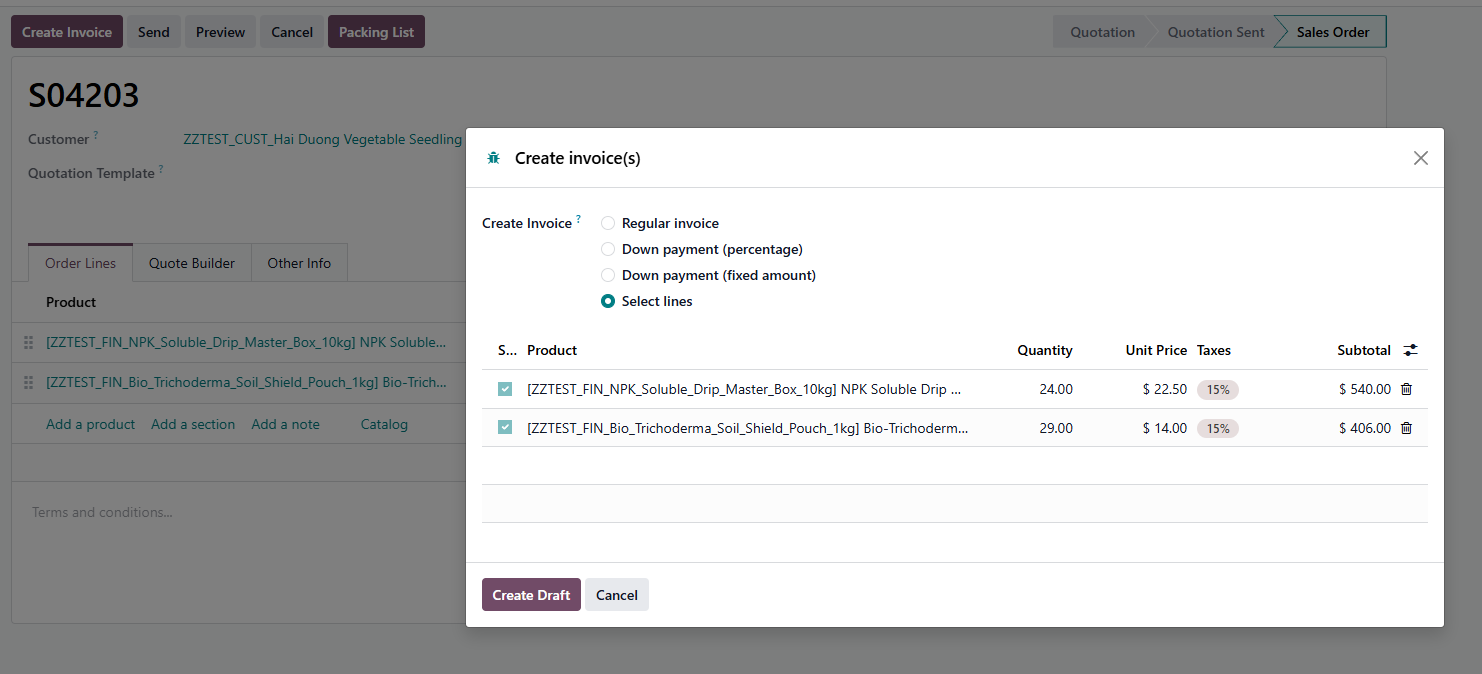 Create Invoice Send Preview Cancel Packing List Quotation Quotation Sent Sales Order
S04203
Customer ? ZZTEST_CUST_Hai Duong Vegetable Seedling
Quotation Template ?
Order Lines Quote Builder Other Info
Product
[ZZTEST_FIN_NPK_Soluble_Drip_Master_Box_10kg] NPK Soluble...
[ZZTEST_FIN_Bio_Trichoderma_Soil_Shield_Pouch_1kg] Bio-Trich...
Add a product Add a section Add a note Catalog
Terms and conditions...
Create invoice(s)
Create Invoice ? Regular invoice
Down payment (percentage)
Down payment (fixed amount)
Select lines
S... Product Quantity Unit Price Taxes Subtotal
[ZZTEST_FIN_NPK_Soluble_Drip_Master_Box_10kg] NPK Soluble Drip ... 24.00 $ 22.50 15% $ 540.00
[ZZTEST_FIN_Bio_Trichoderma_Soil_Shield_Pouch_1kg] Bio-Trichoderm... 29.00 $ 14.00 15% $ 406.00
Create Draft Cancel